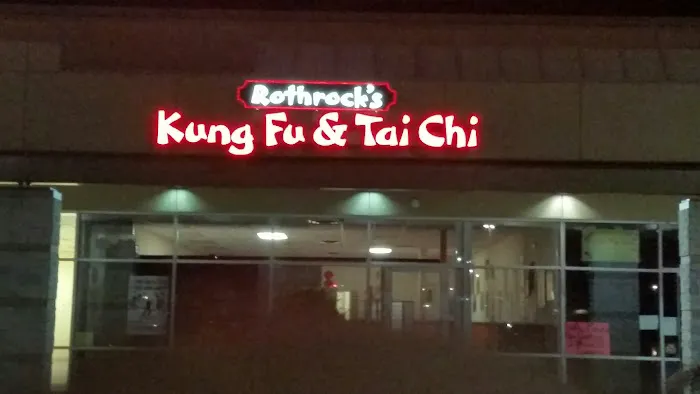 Rothrock's
Kung Fu & Tai Chi